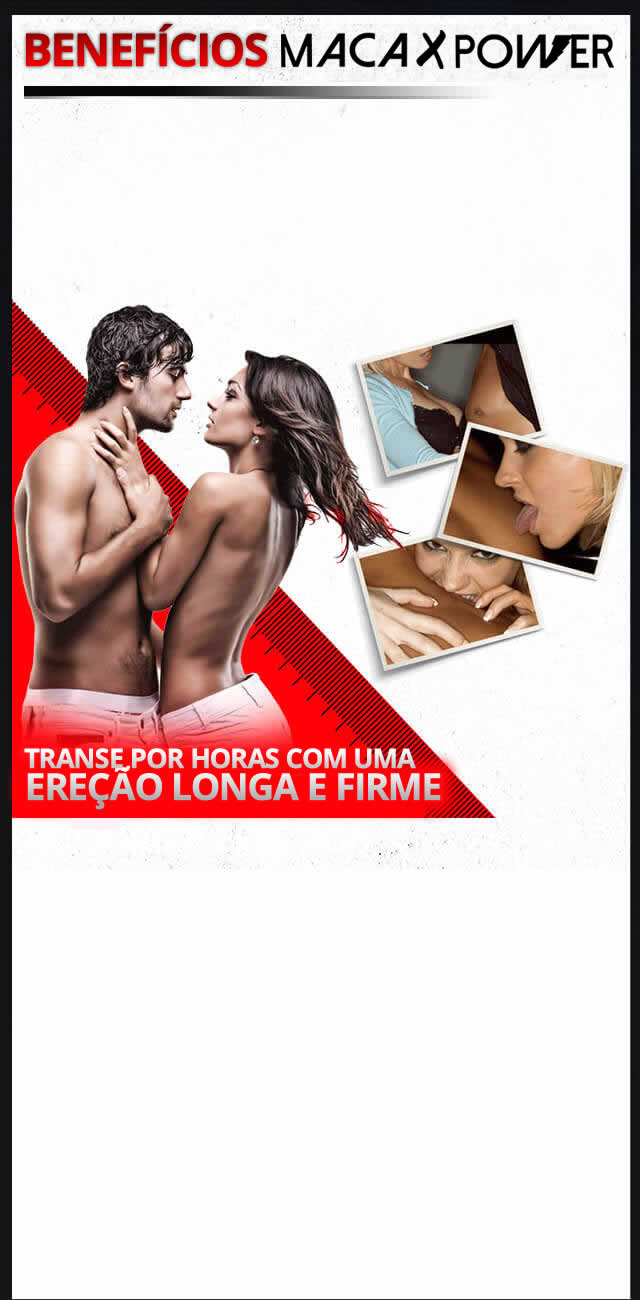 BENEFÍCIOS MACA X POWER
TRANSE POR HORAS COM UMA
EREÇÃO LONGA E FIRME